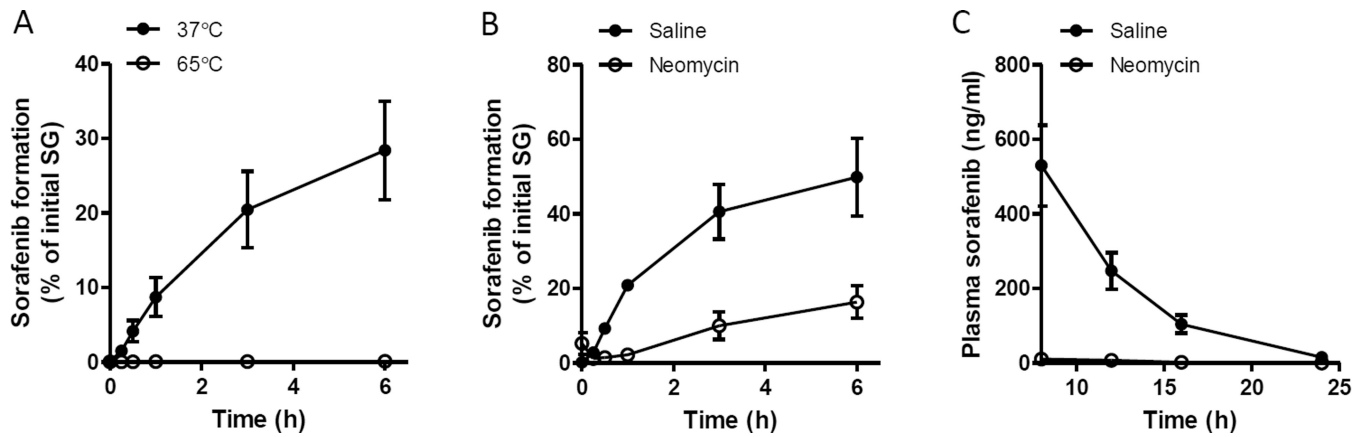 A
37°C
65°C
Sorafenib formation
(% of initial SG)
40
30
20
10
0
0
2
4
6
Time (h)
B
Saline
Neomycin
Sorafenib formation
(% of initial SG)
80
60
40
20
0
0
2
4
6
Time (h)
C
Saline
Neomycin
Plasma sorafenib (ng/ml)
800
600
400
200
0
10
15
20
25
Time (h)